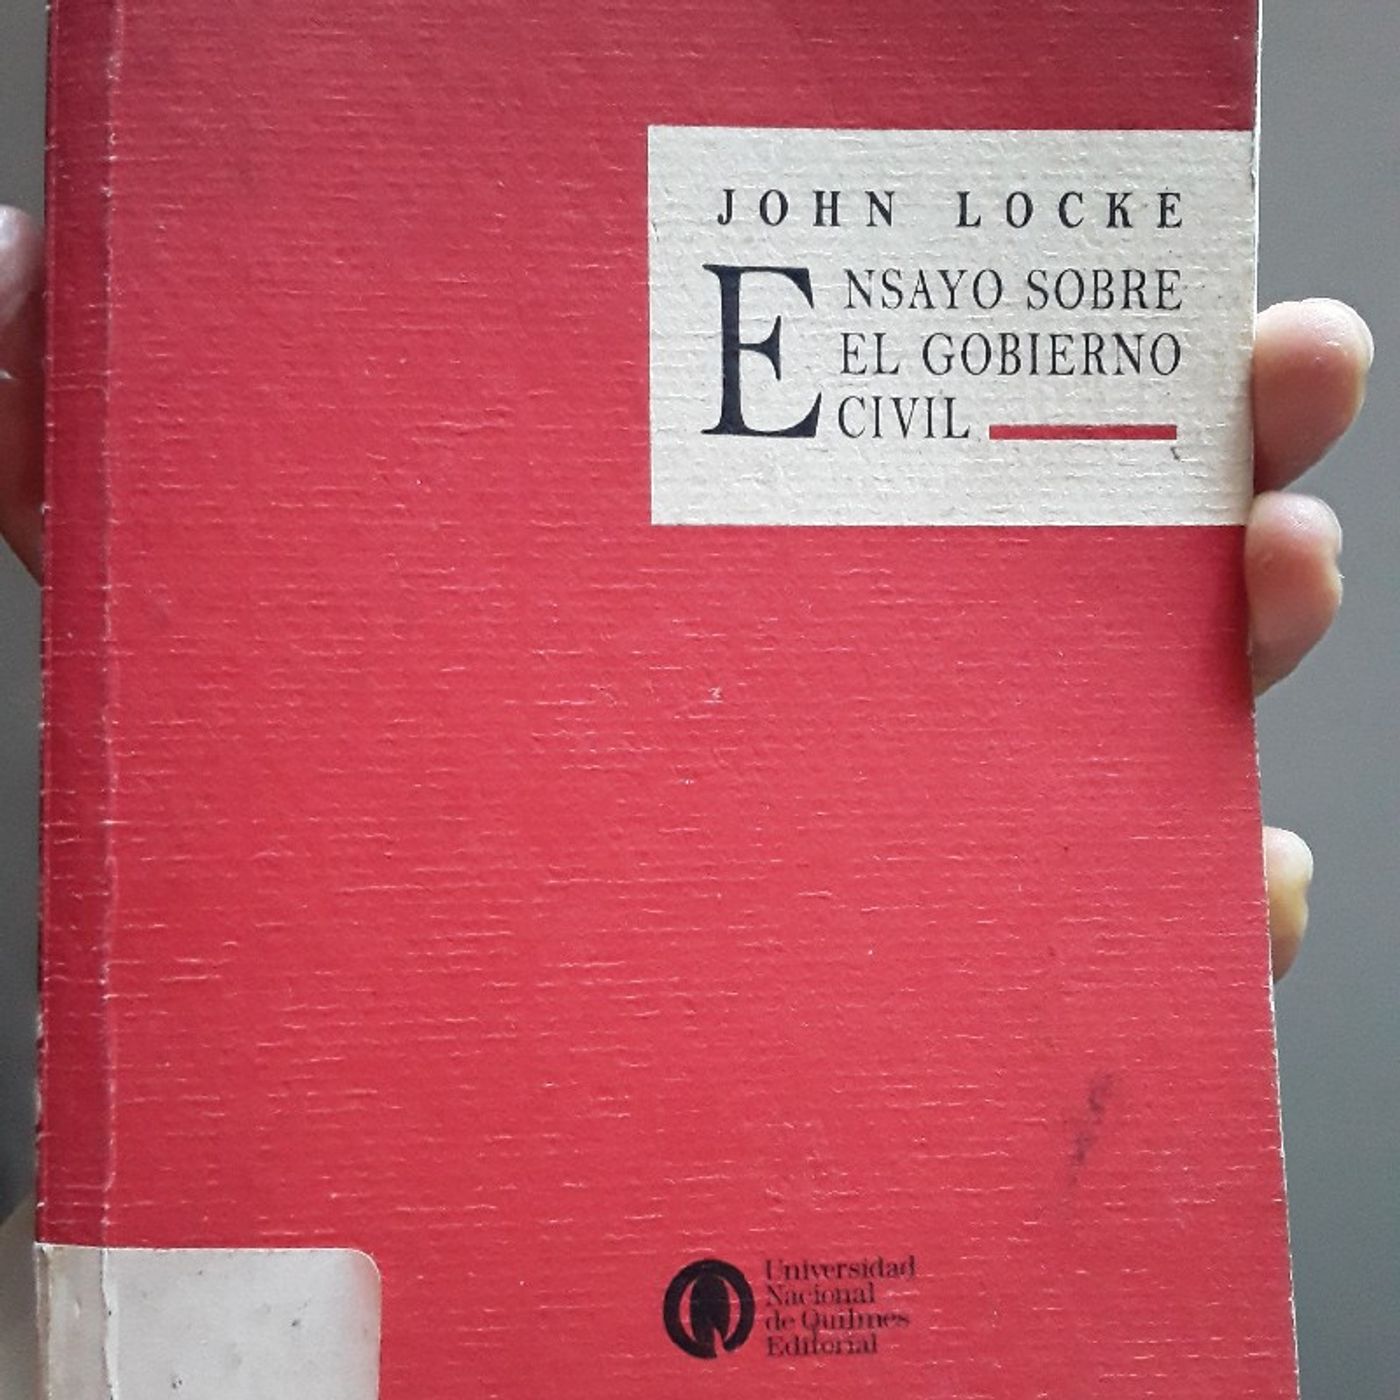 JOHN LOCKE
ENSAYO SOBRE
EL GOBIERNO
CIVIL
Universidad
Nacional
de Quilmes
Editorial